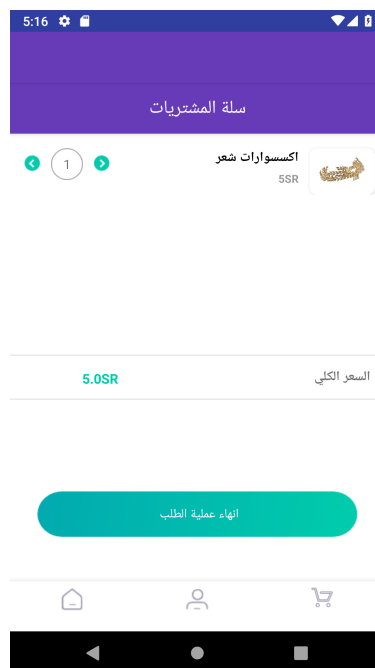 5:16
سلة المشتريات
اكسسوارات شعر
5SR
1
السعر الكلي
5.0SR
انهاء عملية الطلب